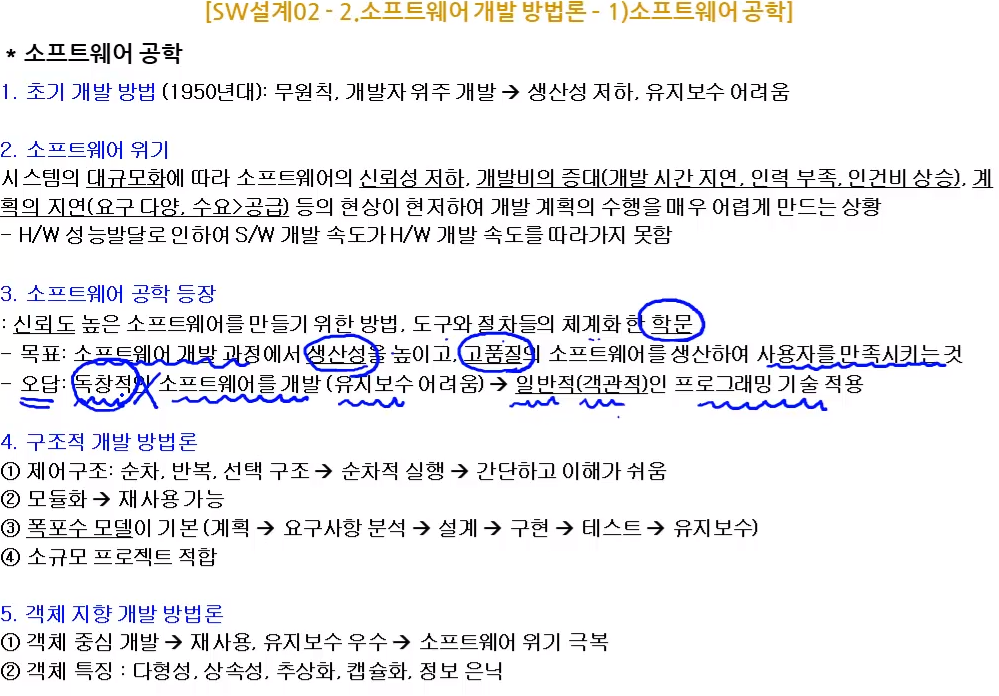 [SW설계02 - 2.소프트웨어 개발 방법론 - 1)소프트웨어 공학]
* 소프트웨어 공학
1. 초기 개발 방법 (1950년대): 무원칙, 개발자 위주 개발 → 생산성 저하, 유지보수 어려움
2. 소프트웨어 위기
시스템의 대규모화에 따라 소프트웨어의 신뢰성 저하, 개발비의 증대(개발 시간 지연, 인력 부족, 인건비 상승), 계
획의 지연(요구 다양, 수요>공급) 등의 현상이 현저하여 개발 계획의 수행을 매우 어렵게 만드는 상황
- H/W 성능발달로 인하여 S/W 개발 속도가 H/W 개발 속도를 따라가지 못함
3. 소프트웨어 공학 등장
: 신뢰도 높은 소프트웨어를 만들기 위한 방법, 도구와 절차들의 체계화 한 학문
- 목표: 소프트웨어 개발 과정에서 생산성을 높이고, 고품질의 소프트웨어를 생산하여 사용자를 만족시키는 것
- 오답: 독창적인 소프트웨어를 개발 (유지보수 어려움) → 일반적(객관적)인 프로그래밍 기술 적용
4. 구조적 개발 방법론
① 제어구조: 순차, 반복, 선택 구조 → 순차적 실행 → 간단하고 이해가 쉬움
② 모듈화 → 재사용 가능
③ 폭포수 모델이 기본 (계획 → 요구사항 분석 → 설계 → 구현 → 테스트 → 유지보수)
④ 소규모 프로젝트 적합
5. 객체 지향 개발 방법론
① 객체 중심 개발 → 재사용, 유지보수 우수 → 소프트웨어 위기 극복
② 객체 특징 : 다형성, 상속성, 추상화, 캡슐화, 정보 은닉